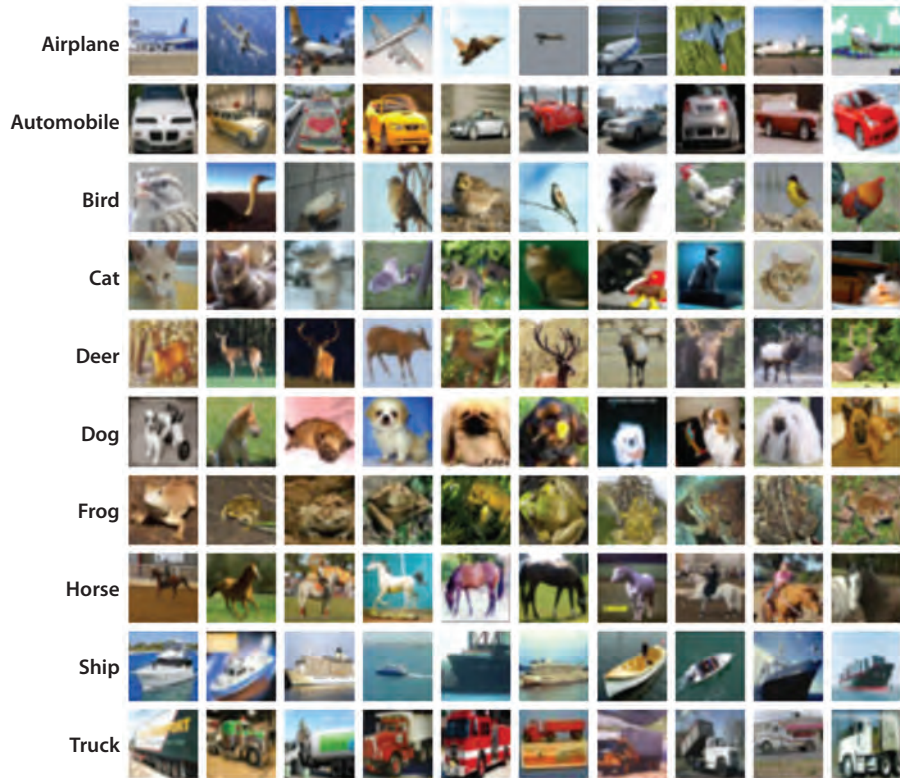 Airplane
Automobile
Bird
Cat
Deer
Dog
Frog
Horse
Ship
Truck